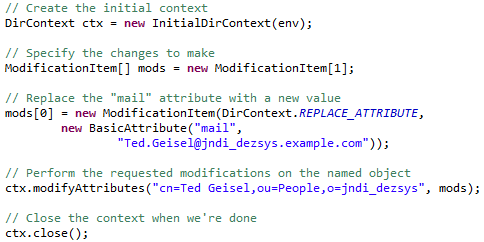 // Create the initial context
DirContext ctx = new InitialDirContext(env);
// Specify the changes to make
ModificationItem[] mods = new ModificationItem[1];
// Replace the "mail" attribute with a new value
mods[0] = new ModificationItem(DirContext.REPLACE_ATTRIBUTE,
new BasicAttribute("mail",
"Ted.Geisel@jndi_dezsys.example.com"));
// Perform the requested modifications on the named object
ctx.modifyAttributes("cn=Ted Geisel,ou=People,o=jndi_dezsys", mods);
// Close the context when we're done
ctx.close();